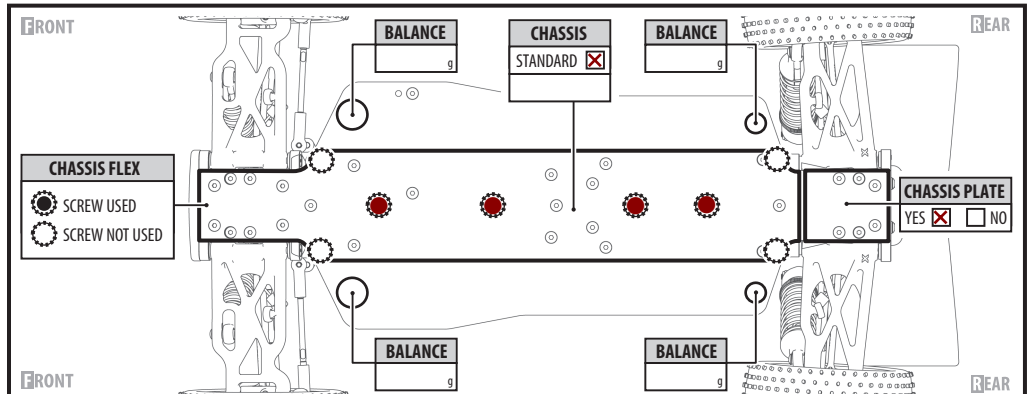 FRONT
BALANCE
g
CHASSIS
STANDARD
BALANCE
g
REAR
CHASSIS FLEX
SCREW USED
SCREW NOT USED
CHASSIS PLATE
YES NO
FRONT
BALANCE
g
BALANCE
g
REAR